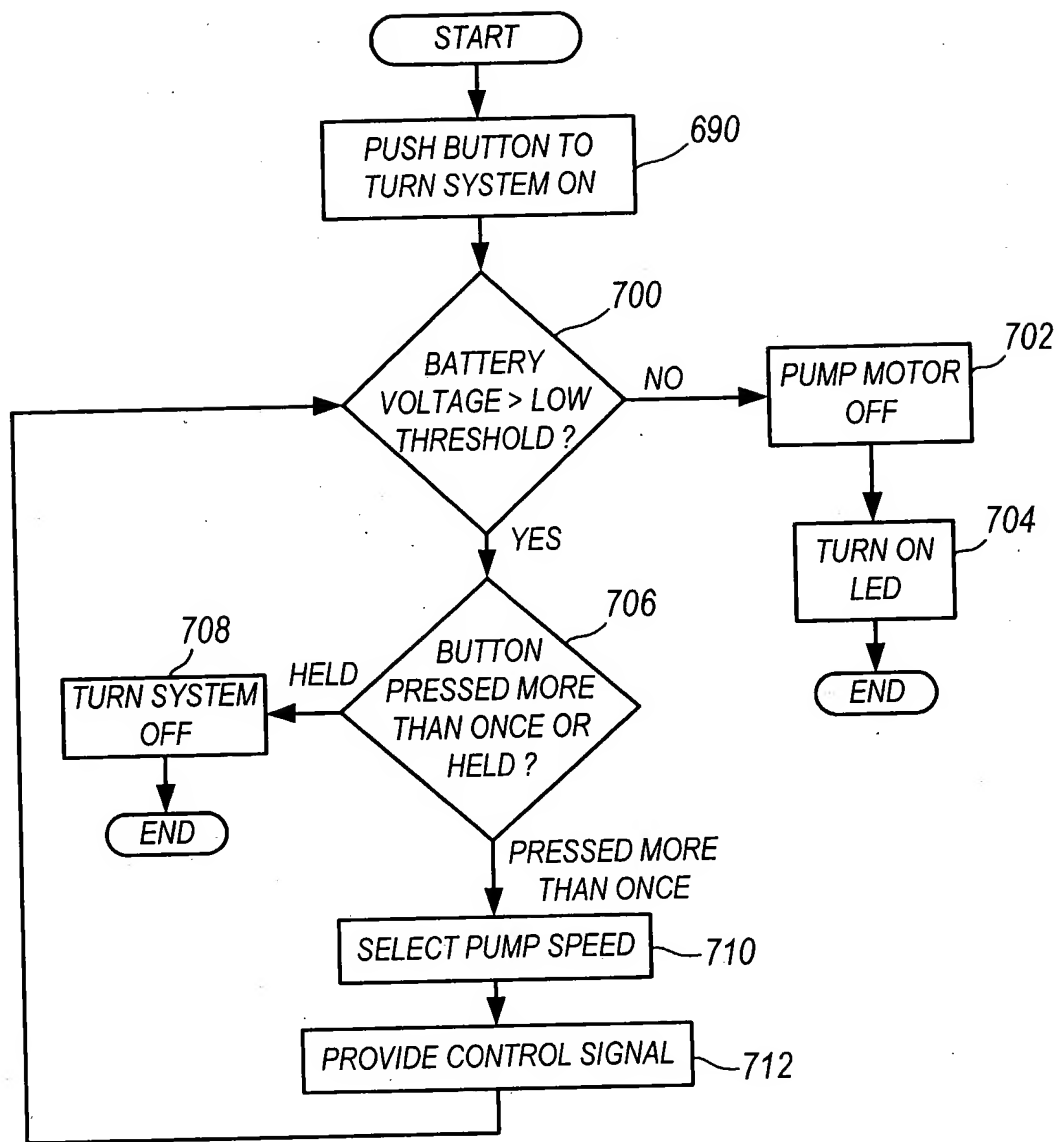 START
PUSH BUTTON TO
TURN SYSTEM ON
690
700
BATTERY
VOLTAGE > LOW
THRESHOLD ?
NO
702
PUMP MOTOR
OFF
704
TURN ON
LED
END
YES
706
BUTTON
PRESSED MORE
THAN ONCE OR
HELD ?
HELD
708
TURN SYSTEM
OFF
END
PRESSED MORE
THAN ONCE
SELECT PUMP SPEED
710
PROVIDE CONTROL SIGNAL
712